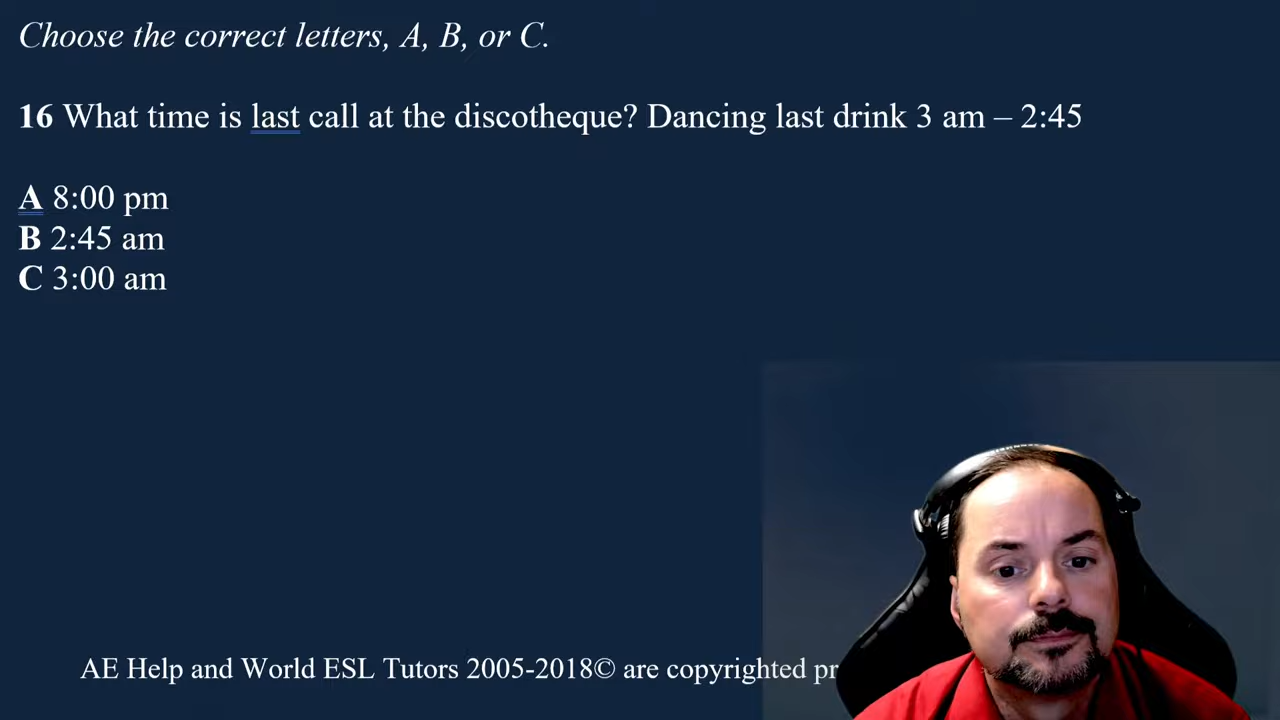 Choose the correct letters, A, B, or C.
16 What time is last call at the discotheque? Dancing last drink 3 am – 2:45
A 8:00 pm
B 2:45 am
C 3:00 am
AE Help and World ESL Tutors 2005-2018© are copyrighted